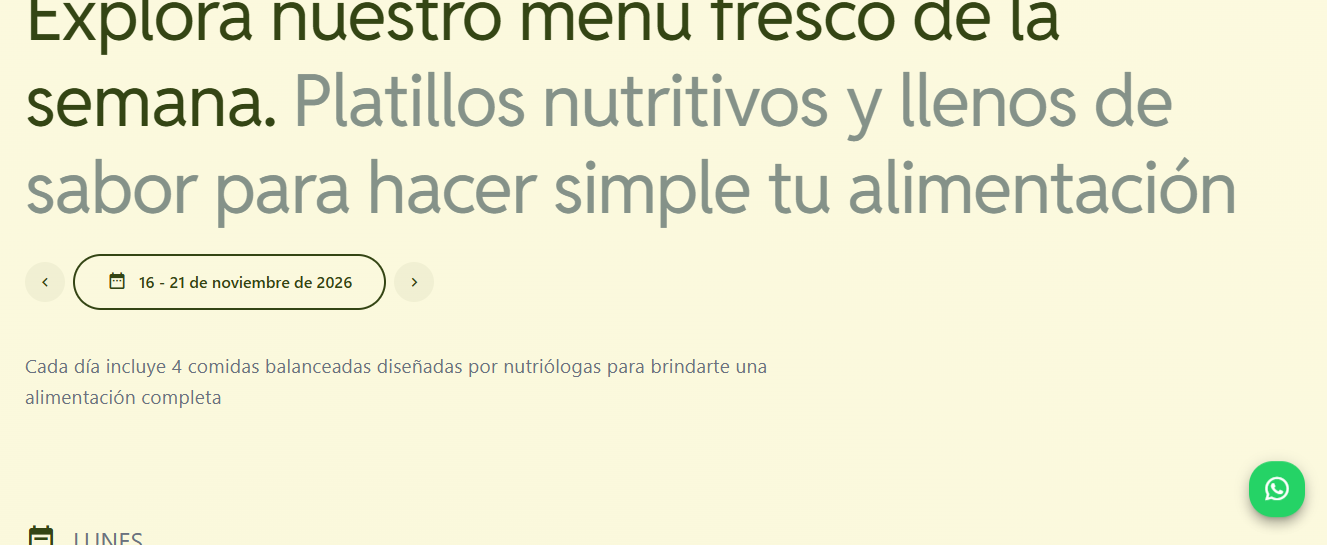 Explora nuestro menú fresco de la
semana. Platillos nutritivos y llenos de
sabor para hacer simple tu alimentación
16 - 21 de noviembre de 2026
Cada día incluye 4 comidas balanceadas diseñadas por nutriólogas para brindarte una
alimentación completa
LUNES